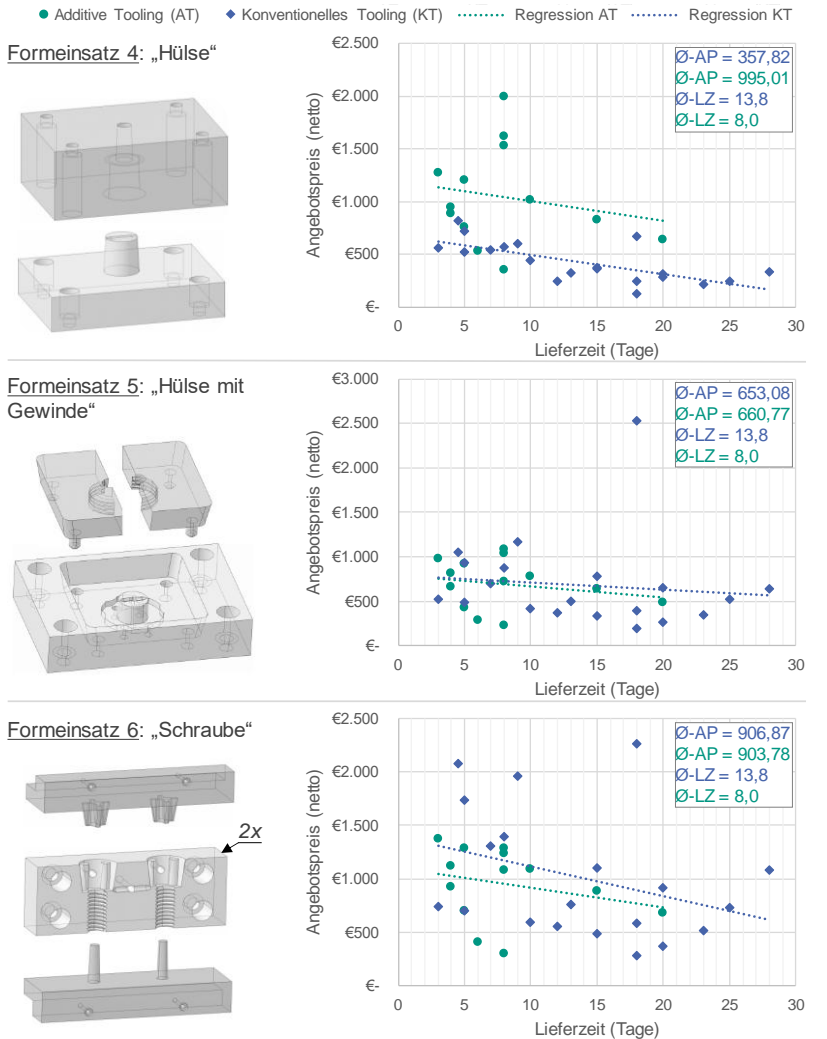 Additive Tooling (AT) Konventionelles Tooling (KT) Regression AT Regression KT
Formeinsatz 4: „Hülse“
Angebotspreis (netto)
€2.500
€2.000
€1.500
€1.000
€500
€-
Ø-AP = 357,82
Ø-AP = 995,01
Ø-LZ = 13,8
Ø-LZ = 8,0
0 5 10 15 20 25 30
Lieferzeit (Tage)
Formeinsatz 5: „Hülse mit
Gewinde“
Angebotspreis (netto)
€3.000
€2.500
€2.000
€1.500
€1.000
€500
€-
Ø-AP = 653,08
Ø-AP = 660,77
Ø-LZ = 13,8
Ø-LZ = 8,0
0 5 10 15 20 25 30
Lieferzeit (Tage)
Formeinsatz 6: „Schraube“
2x
Angebotspreis (netto)
€2.500
€2.000
€1.500
€1.000
€500
€-
Ø-AP = 906,87
Ø-AP = 903,78
Ø-LZ = 13,8
Ø-LZ = 8,0
0 5 10 15 20 25 30
Lieferzeit (Tage)